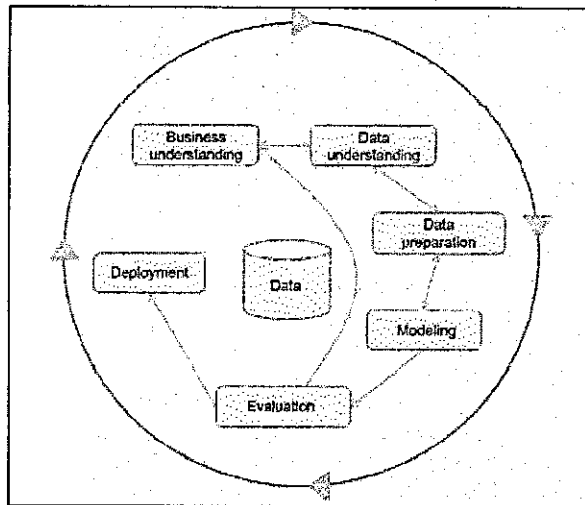 Business
understanding
Data
understanding
Data
preparation
Deployment
Data
Modeling
Evaluation